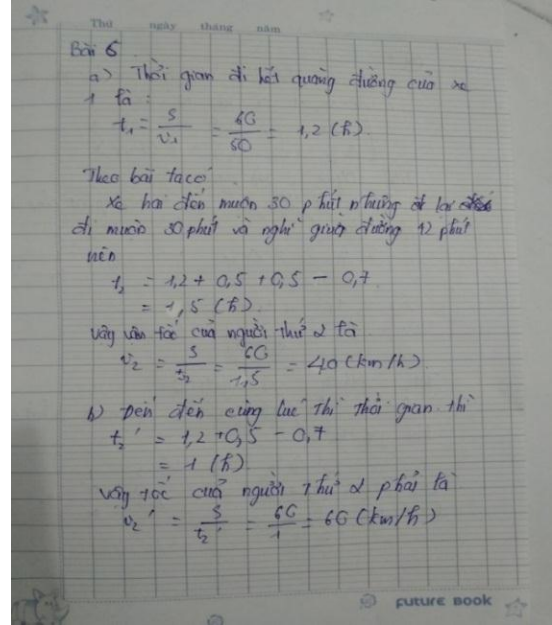 Thứ ngày tháng năm
Bài 6
a) Thời gian đi hết quãng đường của xe
1 là :
t₁ = s/v₁ = 60/50 = 1,2 (h).
Theo bài ta có
Xe hai đến muộn 30 phút nhưng lại
đi muộn 30 phút và nghỉ giữa đường 42 phút
nên
t₂ = 1,2 + 0,5 + 0,5 - 0,7
= 1,5 (h)
Vậy vận tốc của người thứ 2 là
v₂ = s/t₂ = 60/1,5 = 40 (km/h)
b) Đến cùng lúc thì thời gian thì
t₂' = 1,2 + 0,5 - 0,7
= 1 (h)
Vậy tốc của người thứ 2 phải là
v₂' = s/t₂' = 60/1 = 60 (km/h)
FUTURE BOOK